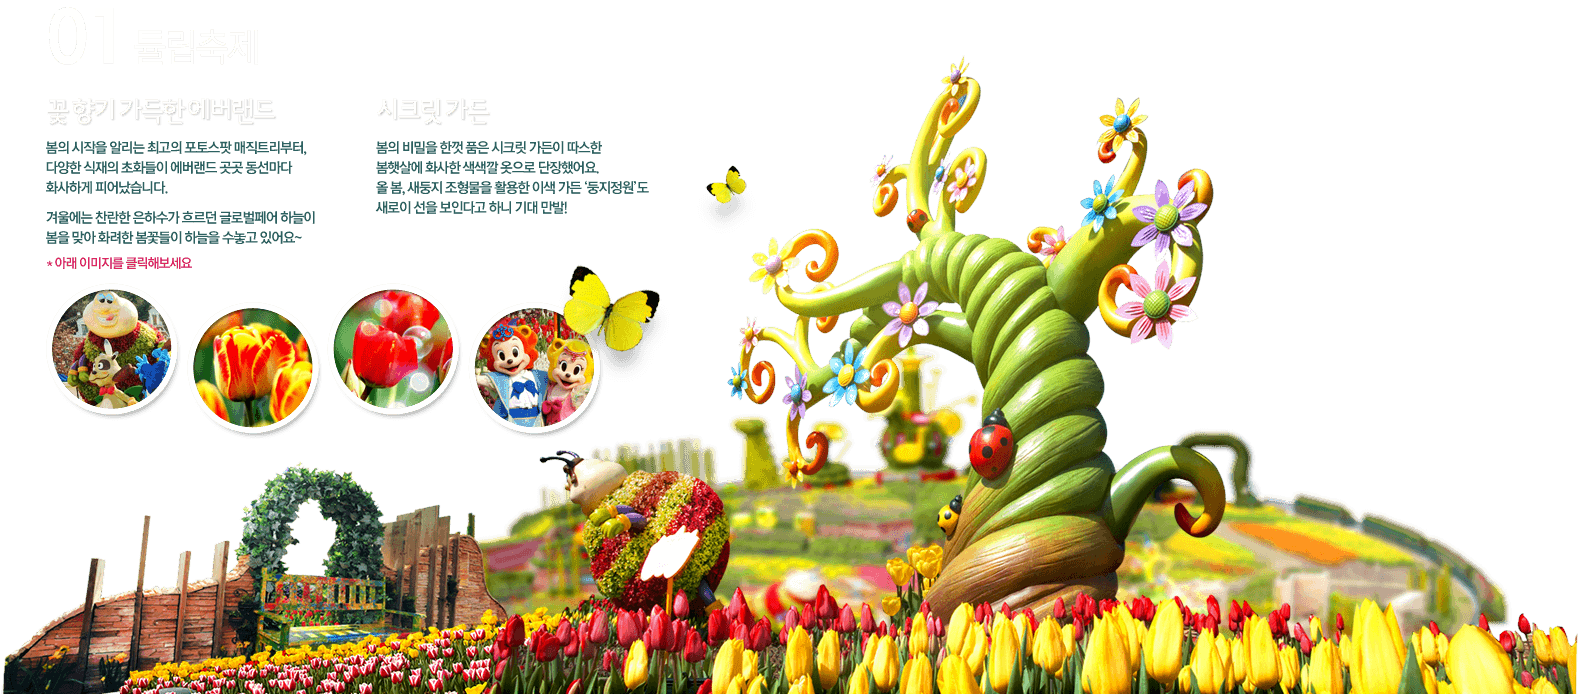 01 튤립축제
꽃 향기 가득한 에버랜드
봄의 시작을 알리는 최고의 포토스팟 매직트리부터,
다양한 식재의 초화들이 에버랜드 곳곳 동선마다
화사하게 피어났습니다.
겨울에는 찬란한 은하수가 흐르던 글로벌페어 하늘이
봄을 맞아 화려한 봄꽃들이 하늘을 수놓고 있어요~
* 아래 이미지를 클릭해보세요
시크릿 가든
봄의 비밀을 한껏 품은 시크릿 가든이 따스한
봄햇살에 화사한 색색깔 옷으로 단장했어요.
올 봄, 새둥지 조형물을 활용한 이색 가든 ‘둥지정원’도
새로이 선을 보인다고 하니 기대 만발!